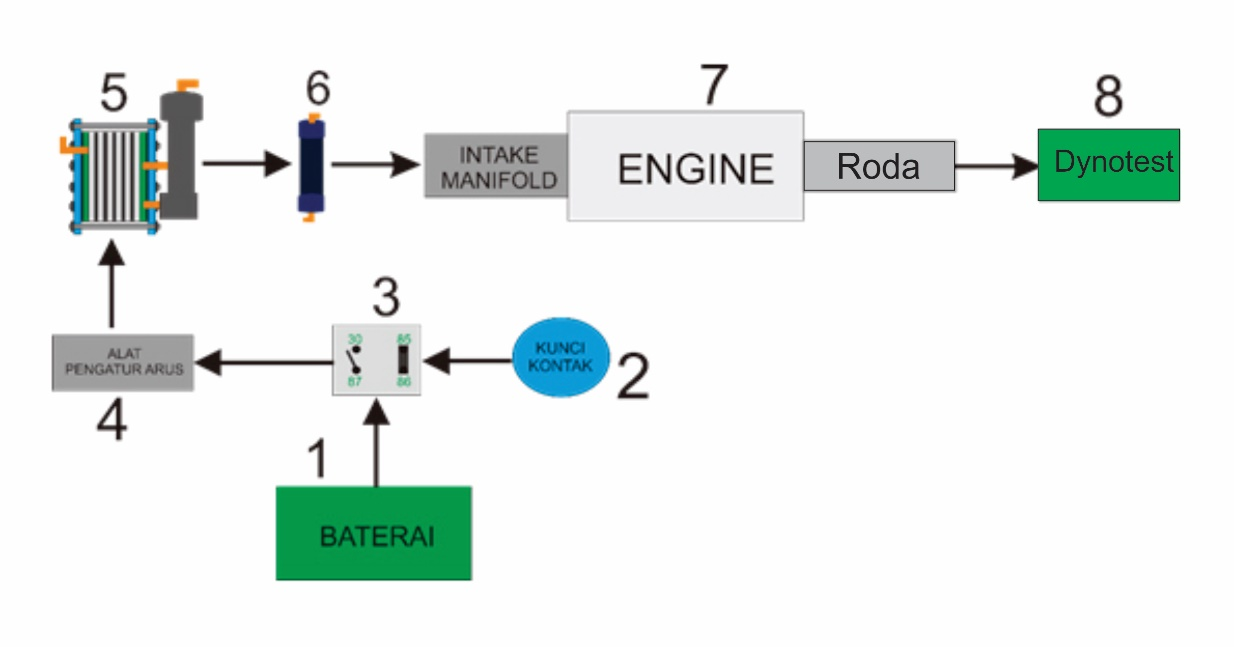 5
6
7
8
INTAKE
MANIFOLD
ENGINE
Roda
Dynotest
3
30
85
87
86
KUNCI
KONTAK
2
ALAT
PENGATUR ARUS
4
1
BATERAI